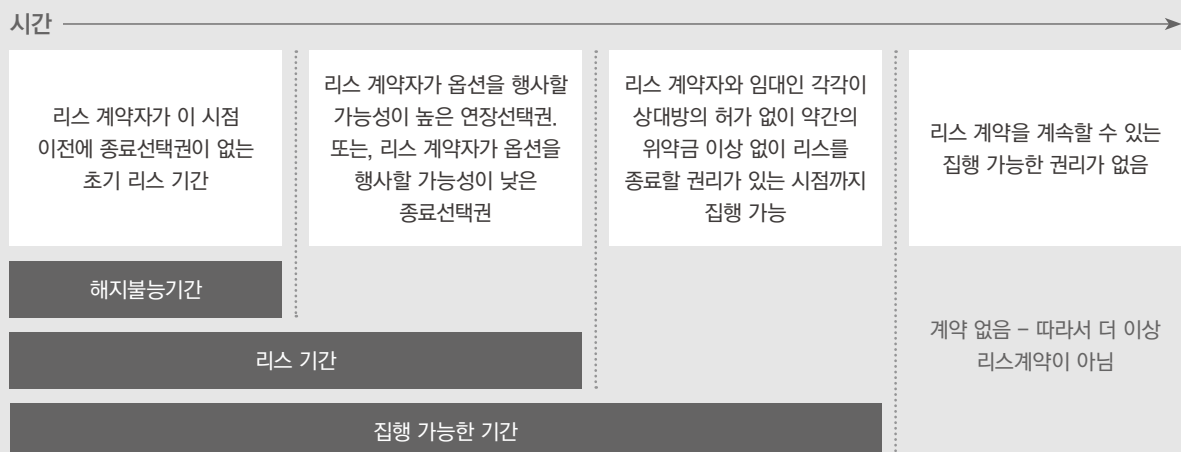 시간
리스 계약자가 이 시점
이전에 종료선택권이 없는
초기 리스 기간
리스 계약자가 옵션을 행사할
가능성이 높은 연장선택권.
또는, 리스 계약자가 옵션을
행사할 가능성이 낮은
종료선택권
리스 계약자와 임대인 각각이
상대방의 허가 없이 약간의
위약금 이상 없이 리스를
종료할 권리가 있는 시점까지
집행 가능
리스 계약을 계속할 수 있는
집행 가능한 권리가 없음
해지불능기간
리스 기간
집행 가능한 기간
계약 없음 – 따라서 더 이상
리스계약이 아님